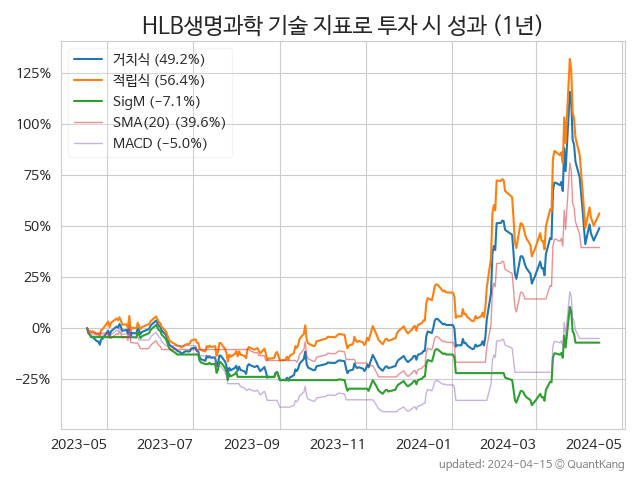 HLB생명과학 기술 지표로 투자 시 성과 (1년)
거치식 (49.2%)
적립식 (56.4%)
SigM (-7.1%)
SMA(20) (39.6%)
MACD (-5.0%)
125%
100%
75%
50%
25%
0%
-25%
2023-05 2023-07 2023-09 2023-11 2024-01 2024-03 2024-05
updated: 2024-04-15 © QuantKang